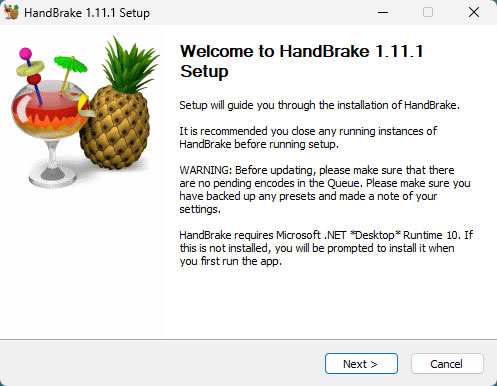 HandBrake 1.11.1 Setup
Welcome to HandBrake 1.11.1
Setup
Setup will guide you through the installation of HandBrake.
It is recommended you close any running instances of
HandBrake before running setup.
WARNING: Before updating, please make sure that there
are no pending encodes in the Queue. Please make sure you
have backed up any presets and made a note of your
settings.
HandBrake requires Microsoft .NET *Desktop* Runtime 10. If
this is not installed, you will be prompted to install it when
you first run the app.
Next >
Cancel